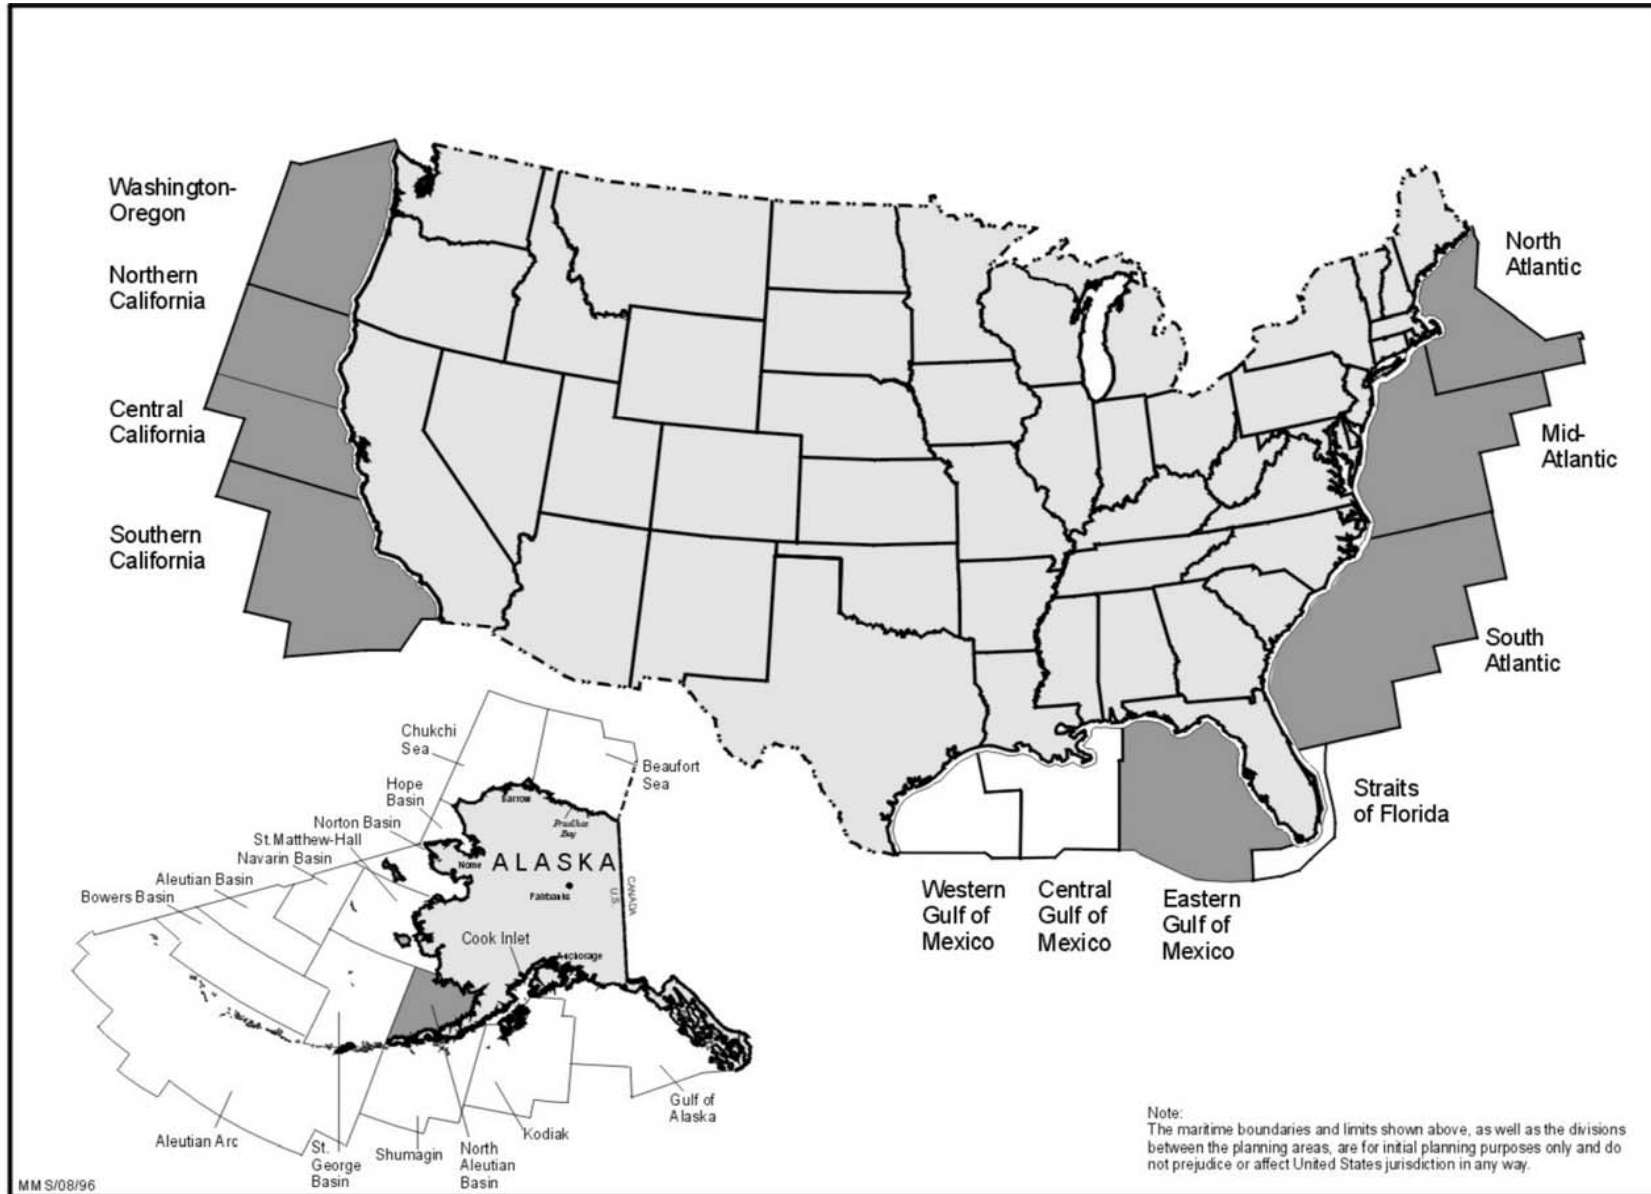 Washington-
Oregon
Northern
California
Central
California
Southern
California
North
Atlantic
Mid-
Atlantic
South
Atlantic
Straits
of Florida
Western
Gulf of
Mexico
Central
Gulf of
Mexico
Eastern
Gulf of
Mexico
Chukchi
Sea
Beaufort
Sea
Hope
Basin
Barrow
Prudhoe
Bay
Norton Basin
St. Matthew-Hall
Navarin Basin
Nome
ALASKA
Aleutian Basin
Fairbanks
CANADA
U.S.
Bowers Basin
Cook Inlet
Anchorage
Gulf of
Alaska
Aleutian Arc
St.
George
Basin
Shumagin
North
Aleutian
Basin
Kodiak
Note:
The maritime boundaries and limits shown above, as well as the divisions
between the planning areas, are for initial planning purposes only and do
not prejudice or affect United States jurisdiction in any way.
MMS/08/96